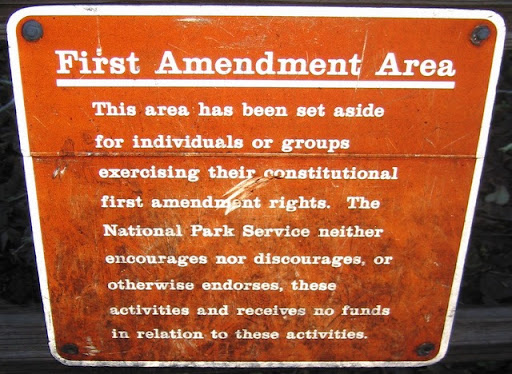 First Amendment Area
This area has been set aside
for individuals or groups
exercising their constitutional
first amendment rights. The
National Park Service neither
encourages nor discourages, or
otherwise endorses, these
activities and receives no funds
in relation to these activities.